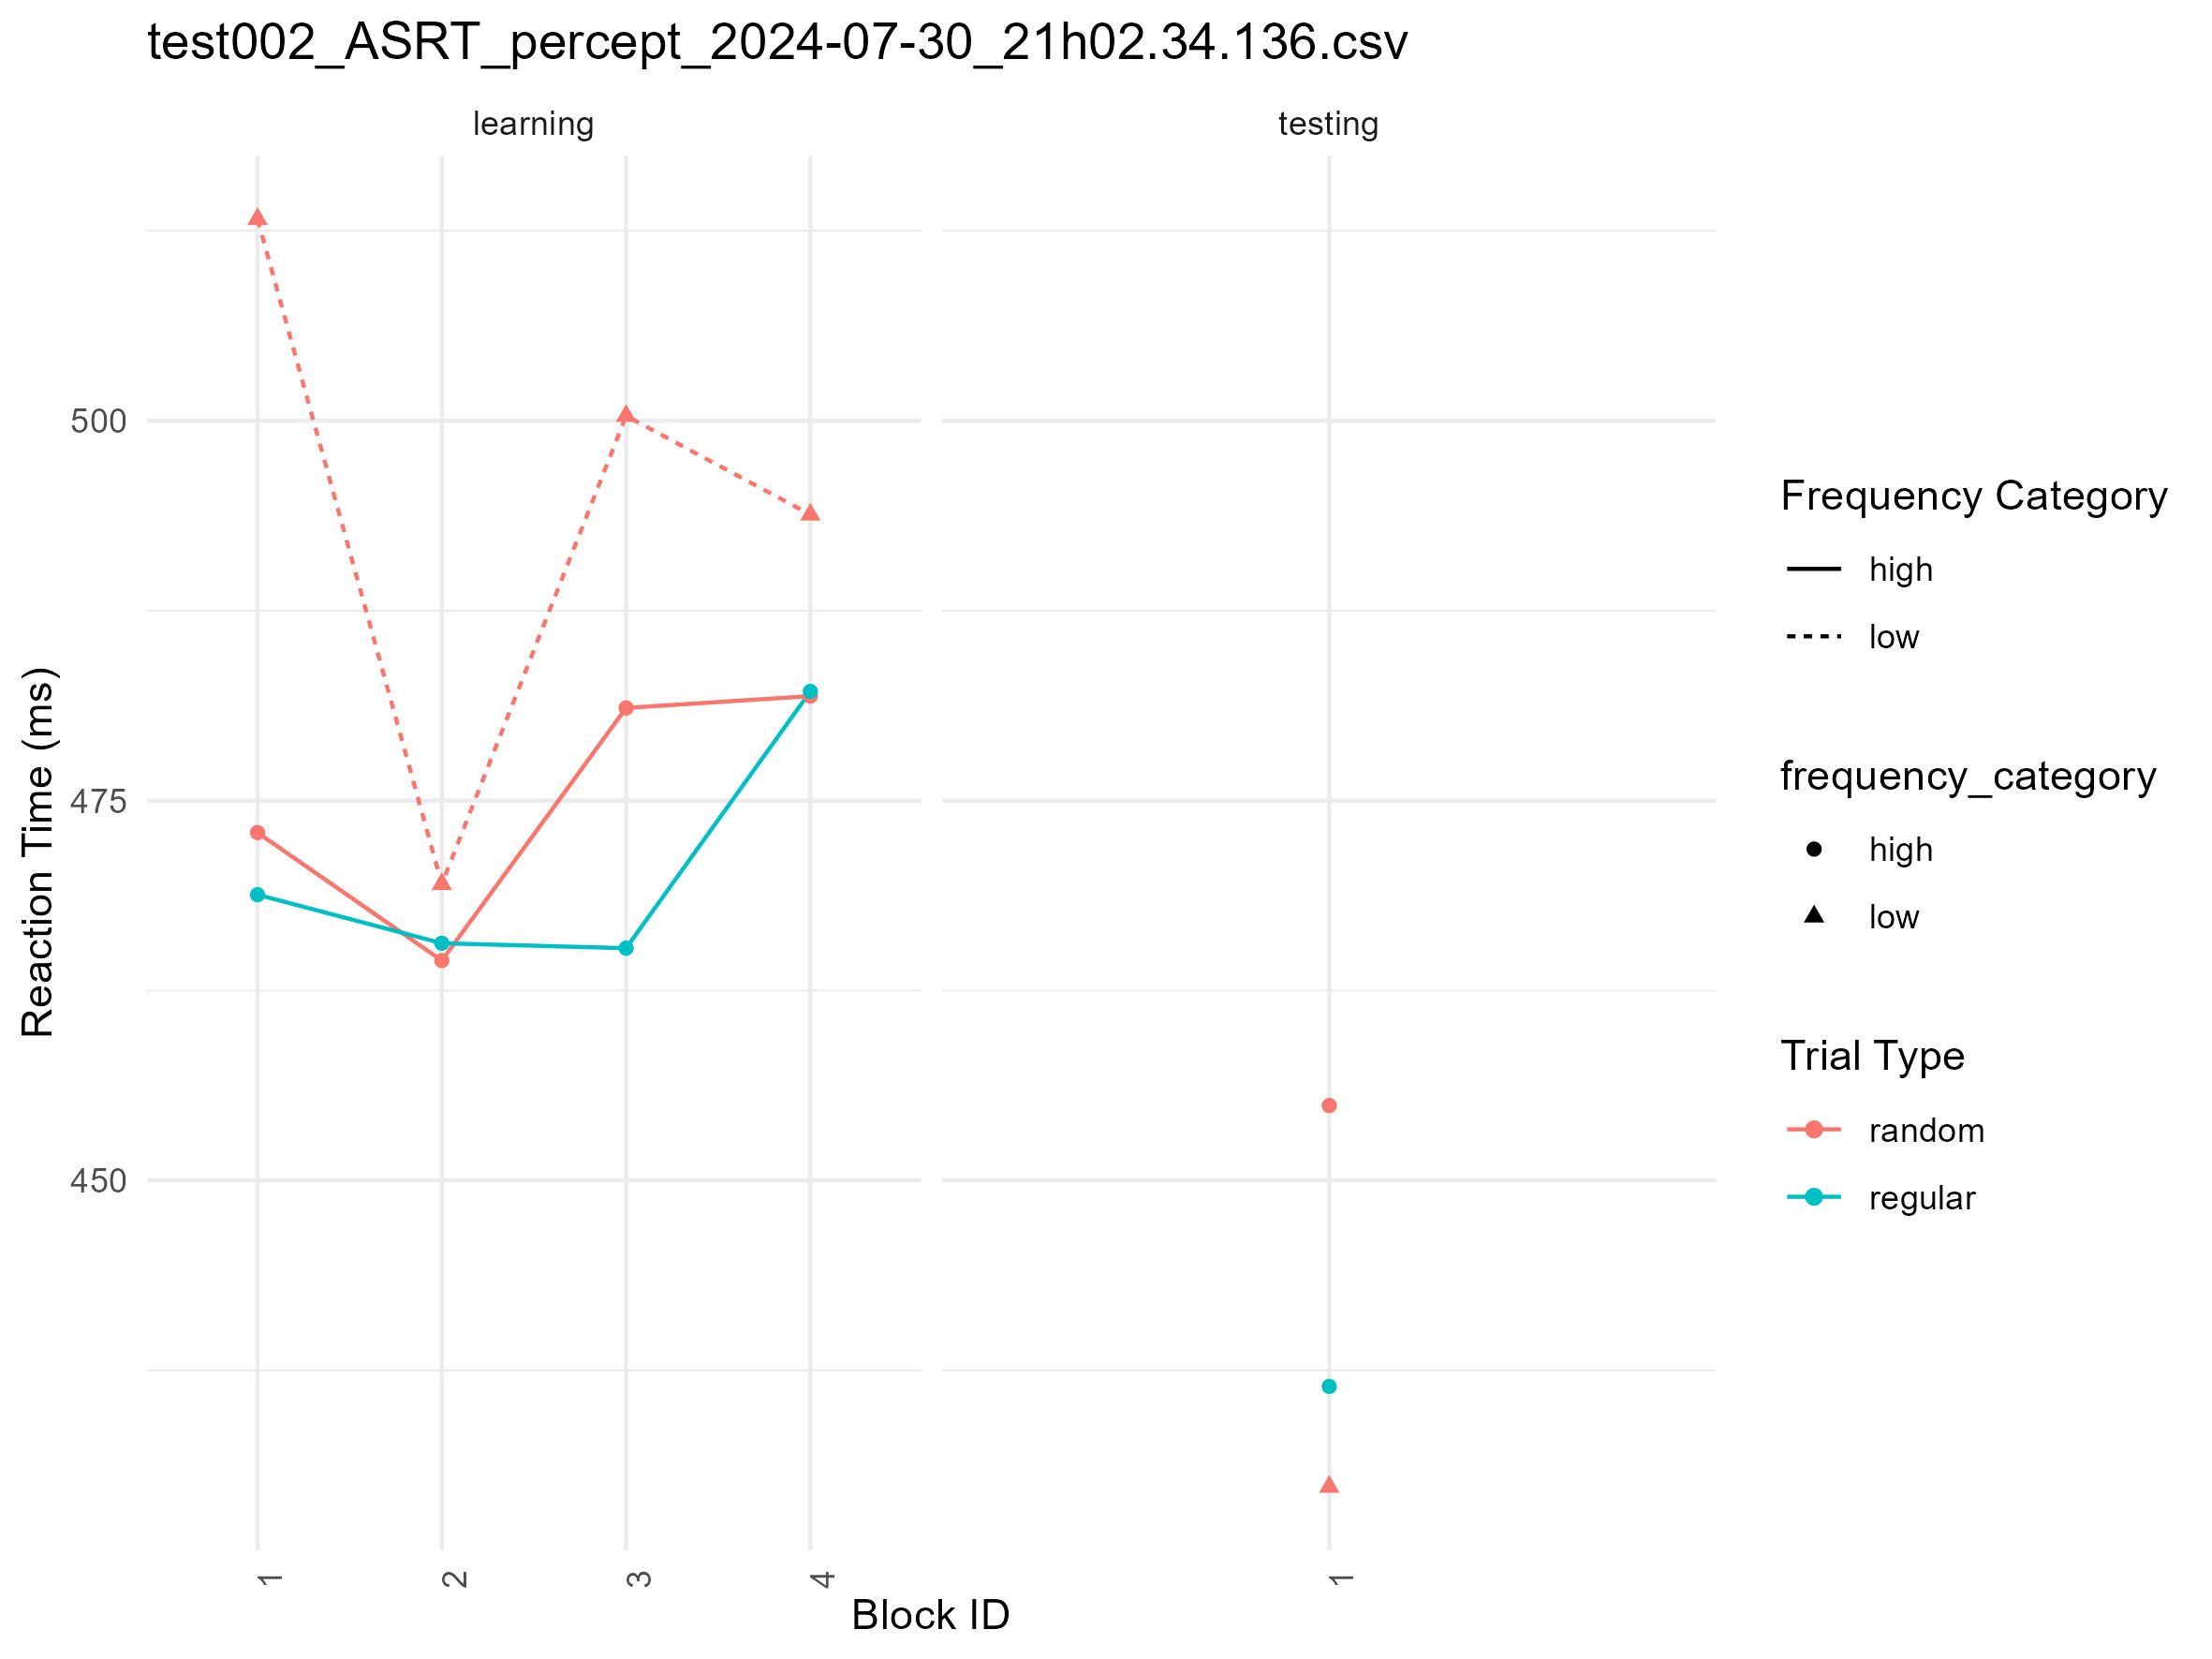 test002_ASRT_percept_2024-07-30_21h02.34.136.csv
learning
testing
500
475
450
Reaction Time (ms)
1
2
3
4
1
Block ID
Frequency Category
high
low
frequency_category
high
low
Trial Type
random
regular